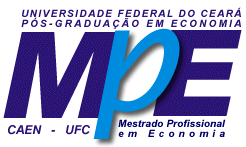 UNIVERSIDADE FEDERAL DO CEARÁ
PÓS-GRADUAÇÃO EM ECONOMIA
MPE
CAEN - UFC
Mestrado Profissional
em Economia